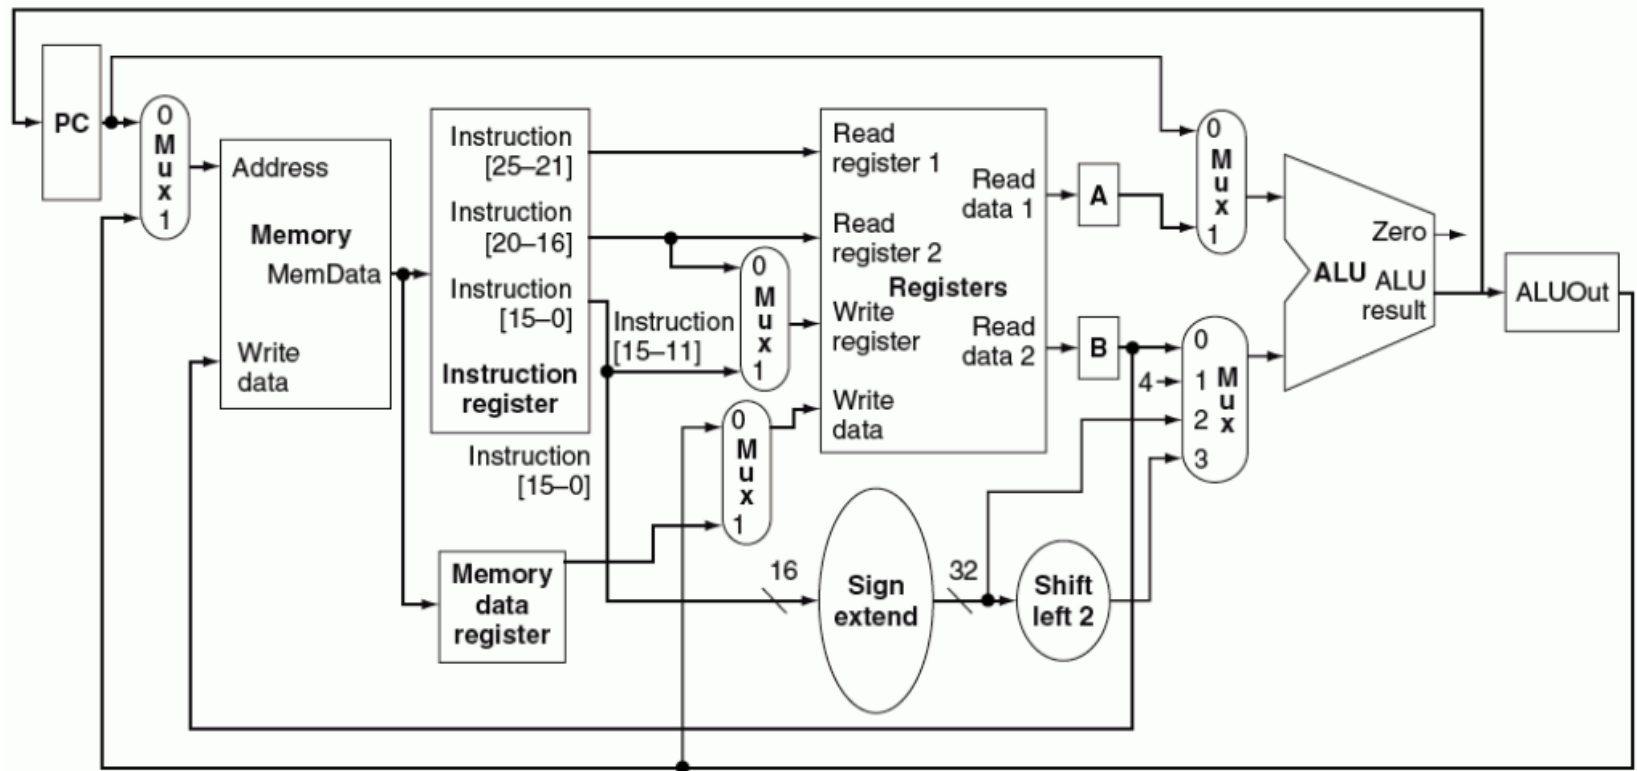 PC
0
M
u
x
1
Address
Memory
MemData
Write
data
Instruction
[25–21]
Instruction
[20–16]
Instruction
[15–0]
Instruction
register
Instruction
[15–0]
Memory
data
register
Instruction
[15–11]
0
M
u
x
1
0
M
u
x
1
Read
register 1
Read
register 2
Registers
Write
register
Write
data
Read
data 1
Read
data 2
16
Sign
extend
32
Shift
left 2
A
B
4
0
M
u
x
1
0
1
2
3
M
u
x
Zero
ALU
ALU
result
ALUOut